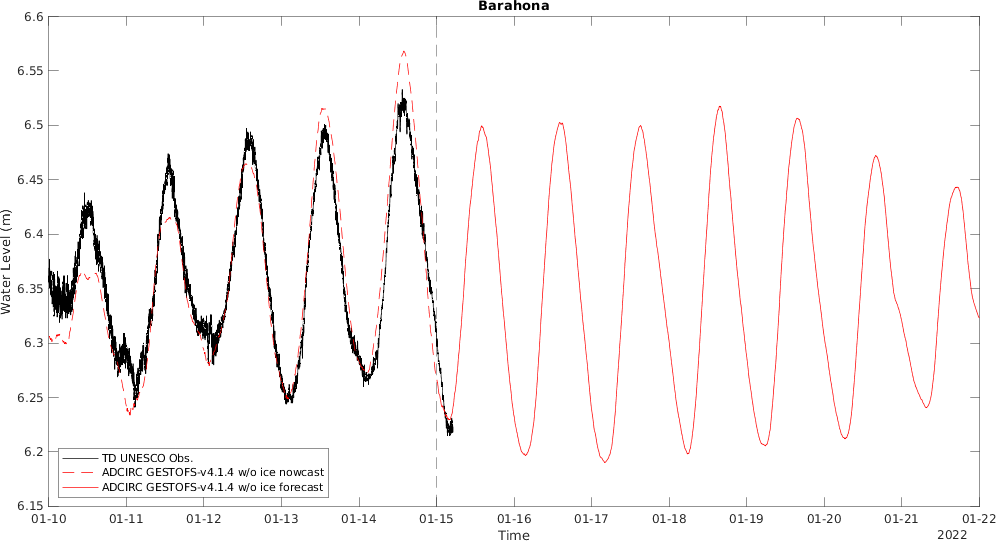 Barahona
6.6
6.55
6.5
6.45
6.4
6.35
6.3
6.25
6.2
6.15
Water Level (m)
TD UNESCO Obs.
ADCIRC GESTOFS-v4.1.4 w/o ice nowcast
ADCIRC GESTOFS-v4.1.4 w/o ice forecast
01-10 01-11 01-12 01-13 01-14 01-15 01-16 01-17 01-18 01-19 01-20 01-21 01-22
Time
2022